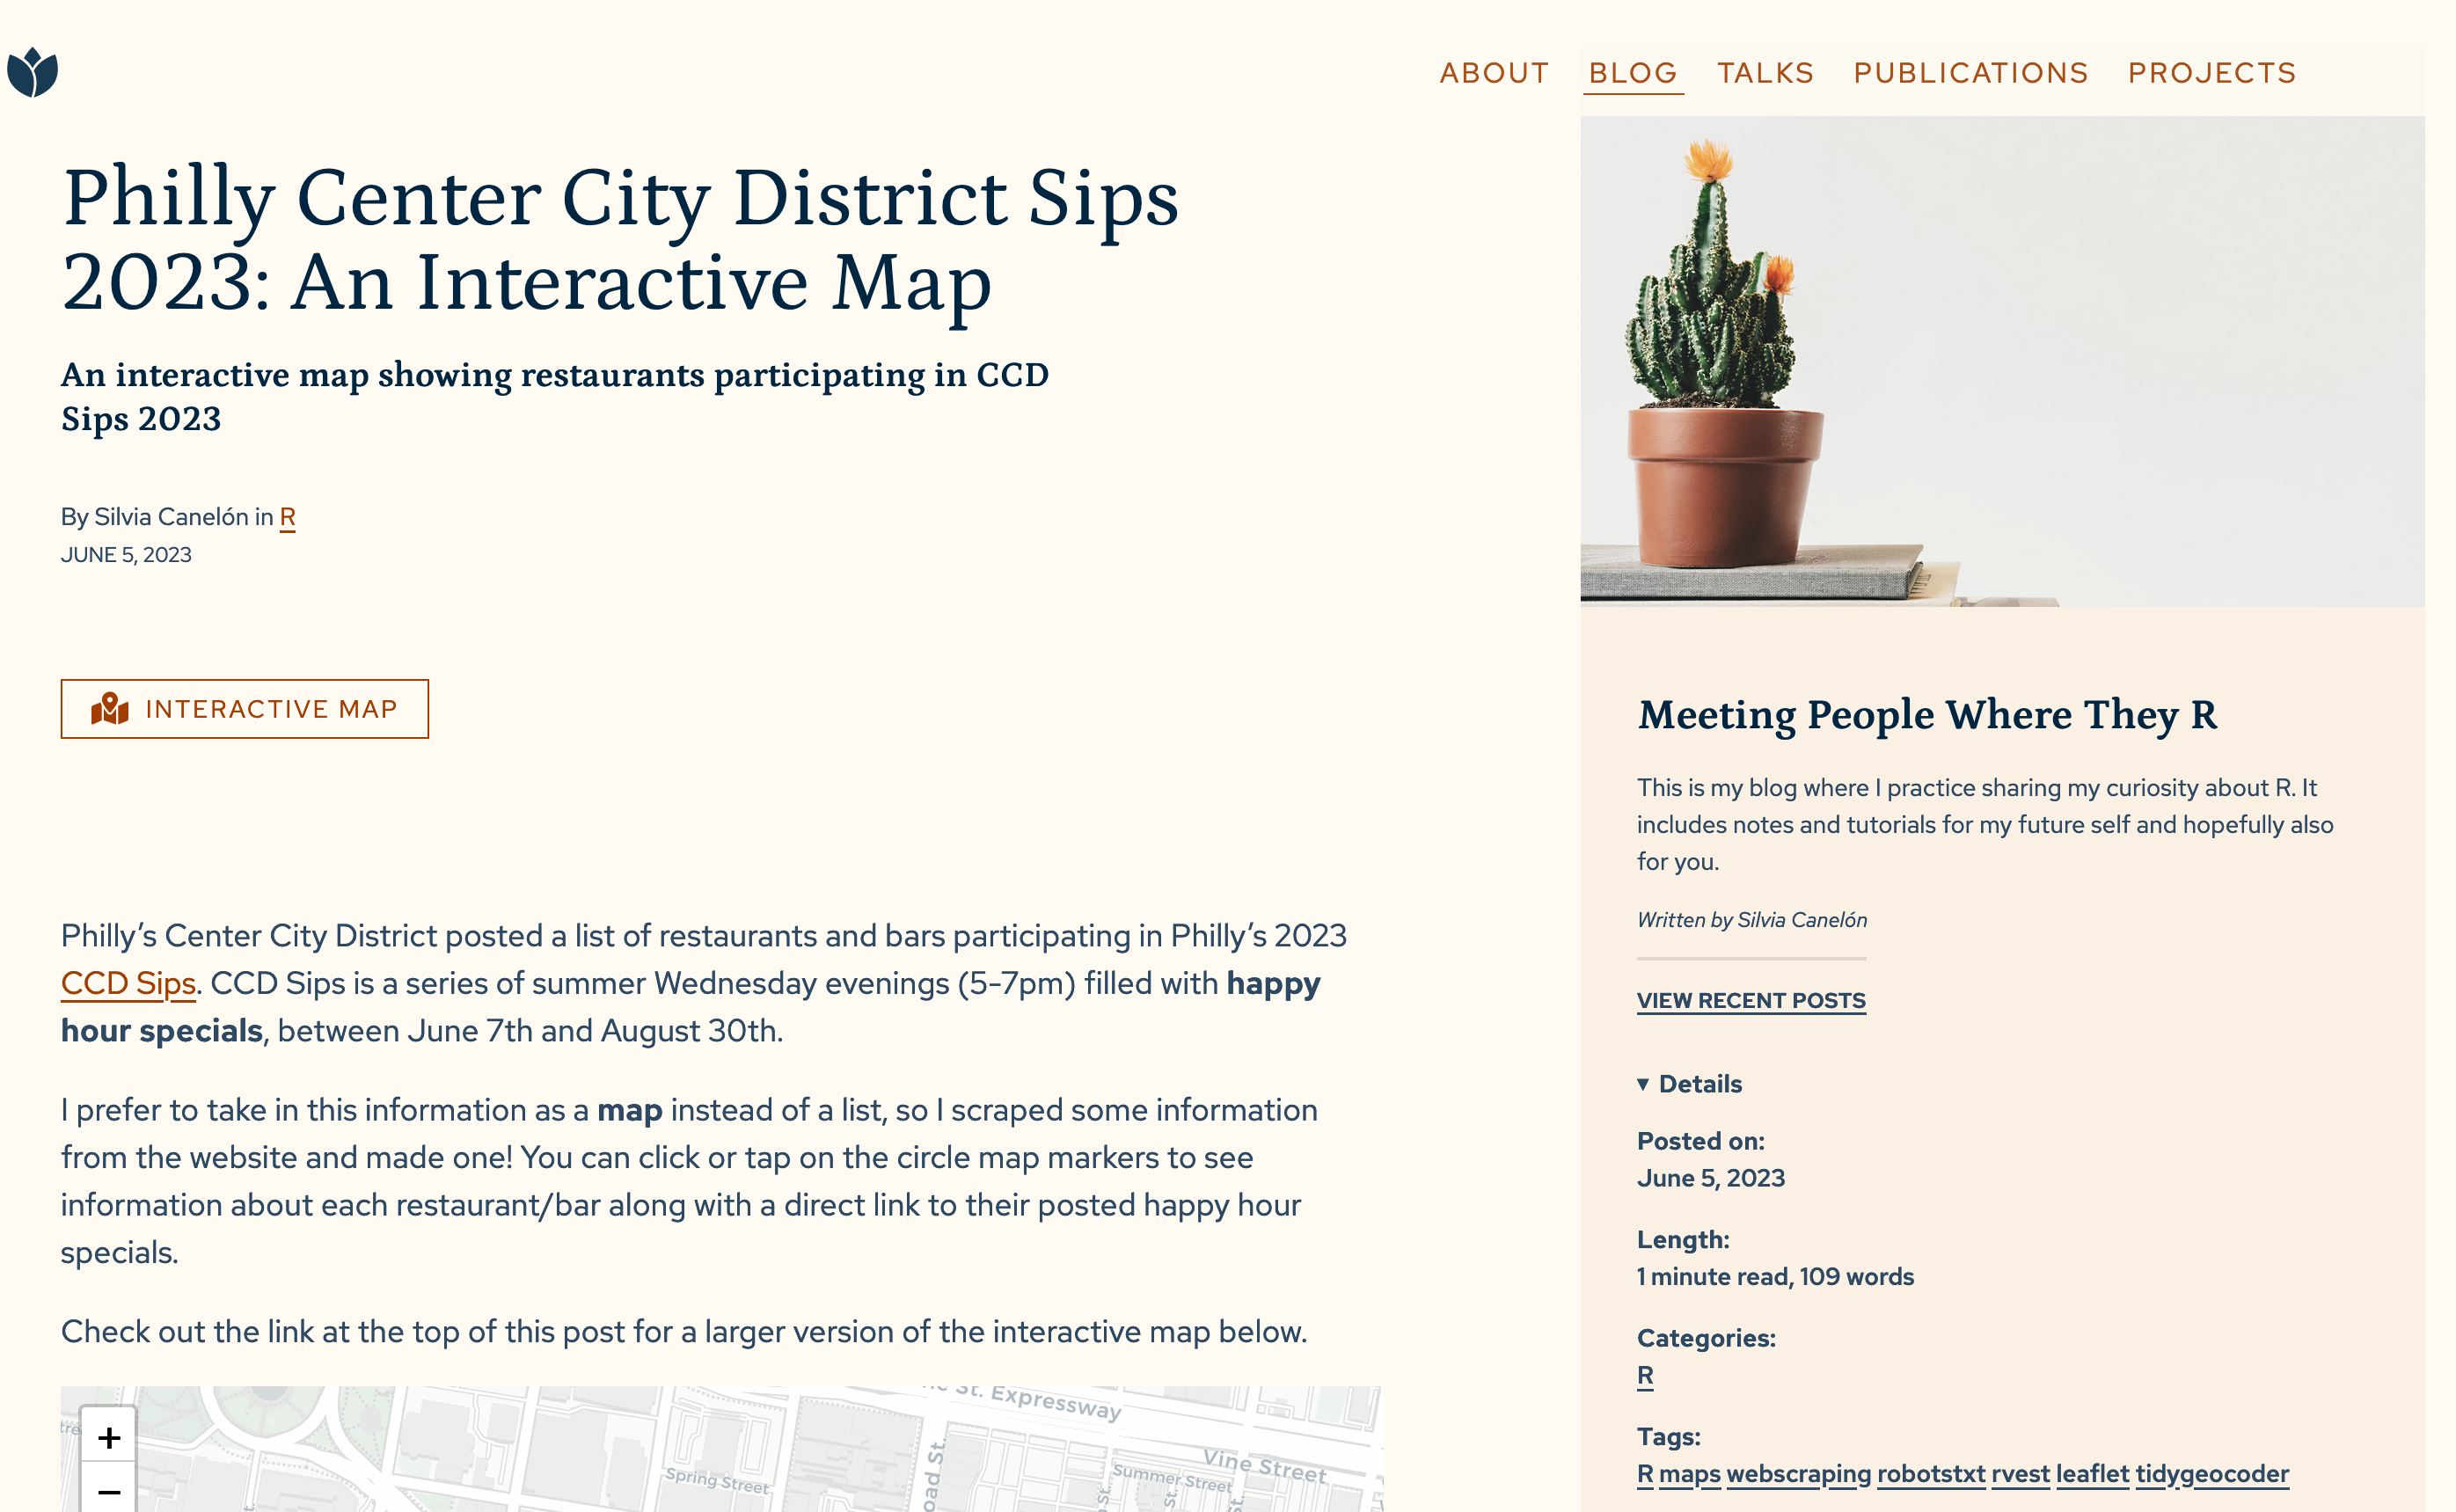 ABOUT BLOG TALKS PUBLICATIONS PROJECTS
Philly Center City District Sips
2023: An Interactive Map
An interactive map showing restaurants participating in CCD
Sips 2023
By Silvia Canelón in R
JUNE 5, 2023
INTERACTIVE MAP
Philly’s Center City District posted a list of restaurants and bars participating in Philly’s 2023
CCD Sips. CCD Sips is a series of summer Wednesday evenings (5-7pm) filled with happy
hour specials, between June 7th and August 30th.
I prefer to take in this information as a map instead of a list, so I scraped some information
from the website and made one! You can click or tap on the circle map markers to see
information about each restaurant/bar along with a direct link to their posted happy hour
specials.
Check out the link at the top of this post for a larger version of the interactive map below.
+
−
St. Expressway
Vine Street
Spring Street
Summer Street
St.
St.
St.
Meeting People Where They R
This is my blog where I practice sharing my curiosity about R. It
includes notes and tutorials for my future self and hopefully also
for you.
Written by Silvia Canelón
VIEW RECENT POSTS
▾ Details
Posted on:
June 5, 2023
Length:
1 minute read, 109 words
Categories:
R
Tags:
R maps webscraping robotstxt rvest leaflet tidygeocoder